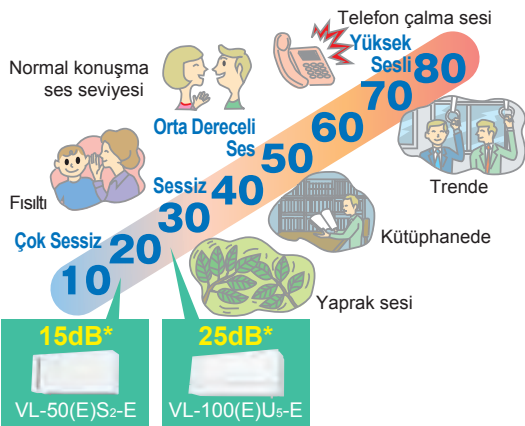 Telefon çalma sesi
Yüksek
Sesli
80
70
Normal konuşma
ses seviyesi
60
Orta Dereceli
Ses
50
Trende
Sessiz
40
Fısıltı
30
Kütüphanede
Çok Sessiz
20
10
Yaprak sesi
15dB*
VL-50(E)S₂-E
25dB*
VL-100(E)U₅-E